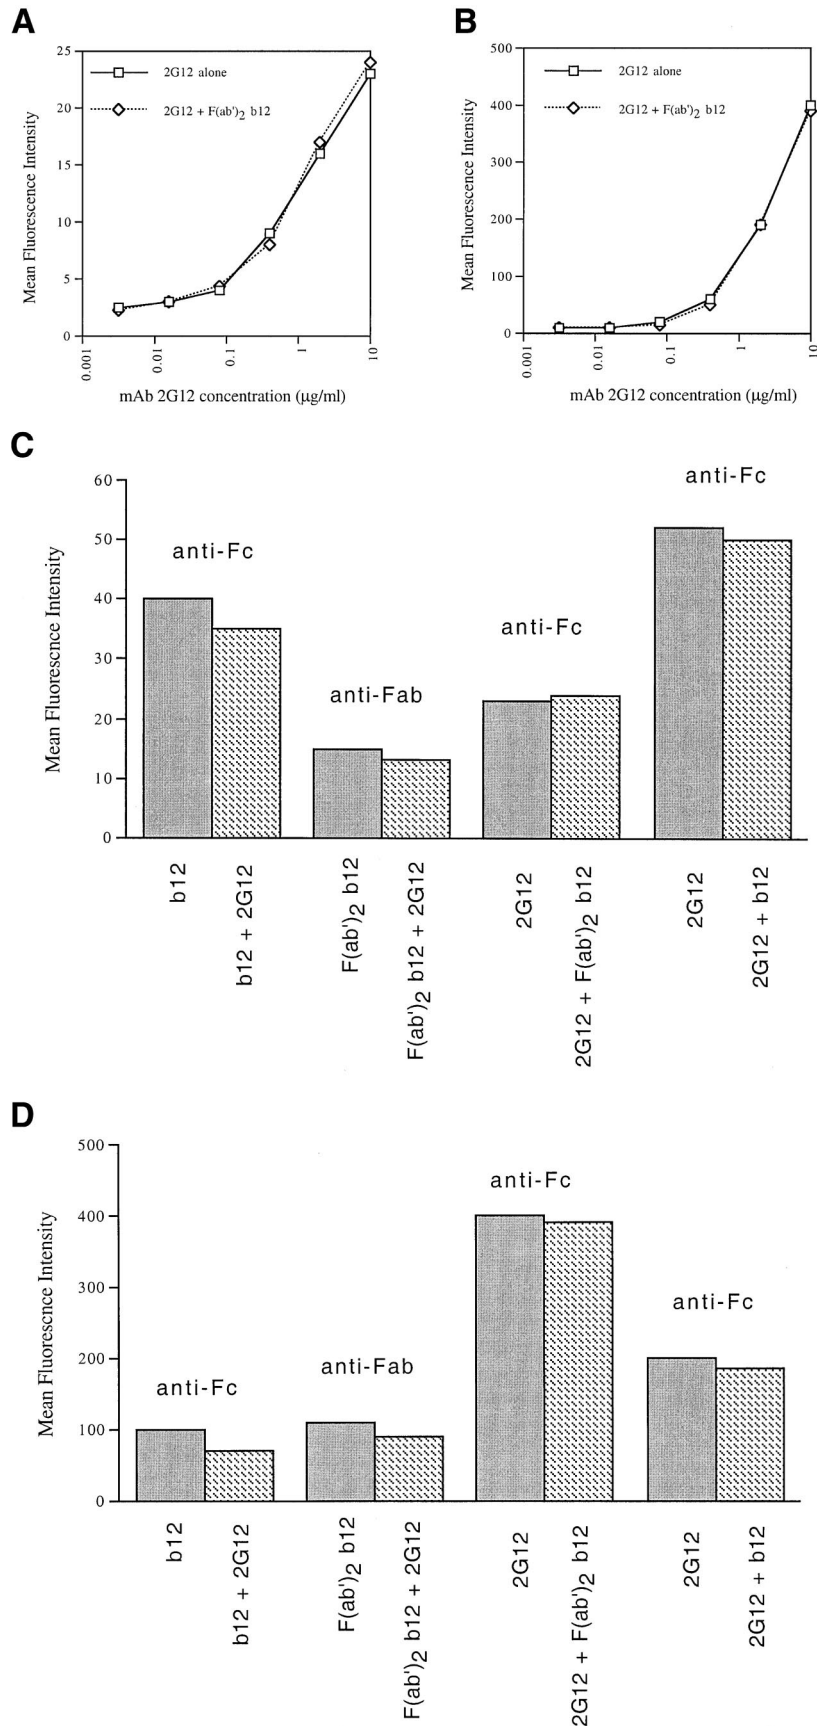 A
25
20
15
10
5
0
Mean Fluorescence Intensity
2G12 alone
2G12 + F(ab')2 b12
0.001
0.01
0.1
1
10
mAb 2G12 concentration (μg/ml)
B
500
400
300
200
100
0
Mean Fluorescence Intensity
2G12 alone
2G12 + F(ab')2 b12
0.001
0.01
0.1
1
10
mAb 2G12 concentration (μg/ml)
C
60
50
40
30
20
10
0
Mean Fluorescnce Intensity
anti-Fc
anti-Fab
anti-Fc
anti-Fc
b12
b12 + 2G12
F(ab')2 b12
F(ab')2 b12 + 2G12
2G12
2G12 + F(ab')2 b12
2G12
2G12 + b12
D
500
400
300
200
100
0
Mean Fluorescnce Intensity
anti-Fc
anti-Fab
anti-Fc
anti-Fc
b12
b12 + 2G12
F(ab')2 b12
F(ab')2 b12 + 2G12
2G12
2G12 + F(ab')2 b12
2G12
2G12 + b12